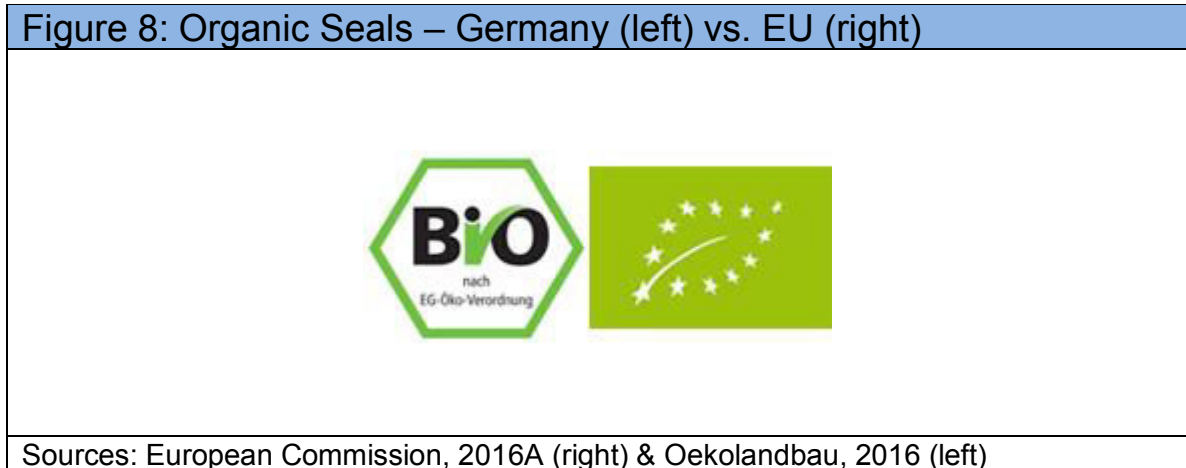 Figure 8: Organic Seals – Germany (left) vs. EU (right)
BiO
nach
EG-Öko-Verordnung
Sources: European Commission, 2016A (right) & Oekolandbau, 2016 (left)